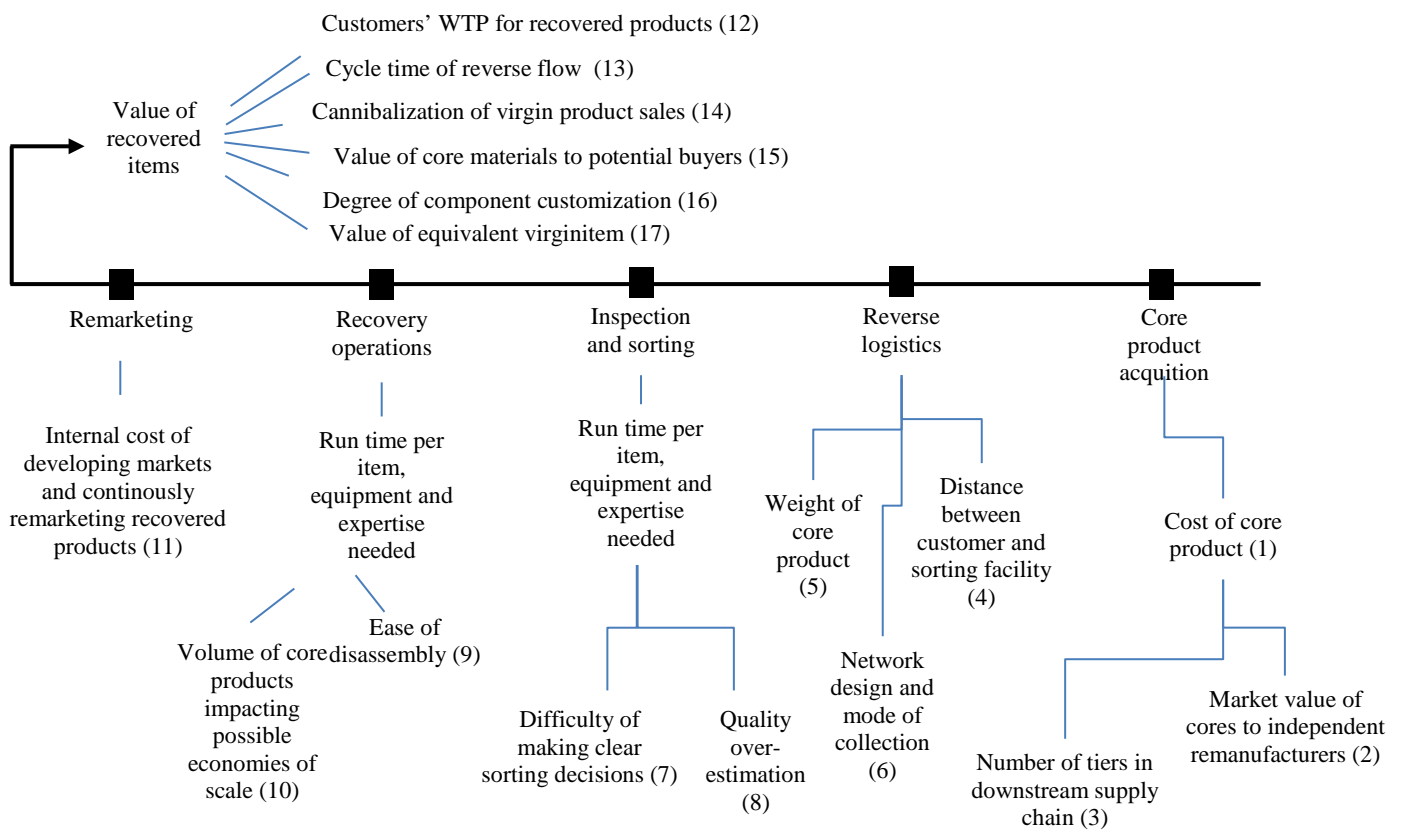 Customers’ WTP for recovered products (12)
Cycle time of reverse flow (13)
Value of
recovered
items
Cannibalization of virgin product sales (14)
Value of core materials to potential buyers (15)
Degree of component customization (16)
Value of equivalent virginitem (17)
Remarketing
Recovery
operations
Inspection
and sorting
Reverse
logistics
Core
product
acquition
Internal cost of
developing markets
and continously
remarketing recovered
products (11)
Run time per
item,
equipment and
expertise
needed
Run time per
item,
equipment and
expertise
needed
Weight of
core
product
(5)
Distance
between
customer and
sorting facility
(4)
Cost of core
product (1)
Volume of core
products
impacting
possible
economies of
scale (10)
Ease of
disassembly (9)
Difficulty of
making clear
sorting decisions (7)
Quality
over-
estimation
(8)
Network
design and
mode of
collection
(6)
Number of tiers in
downstream supply
chain (3)
Market value of
cores to independent
remanufacturers (2)